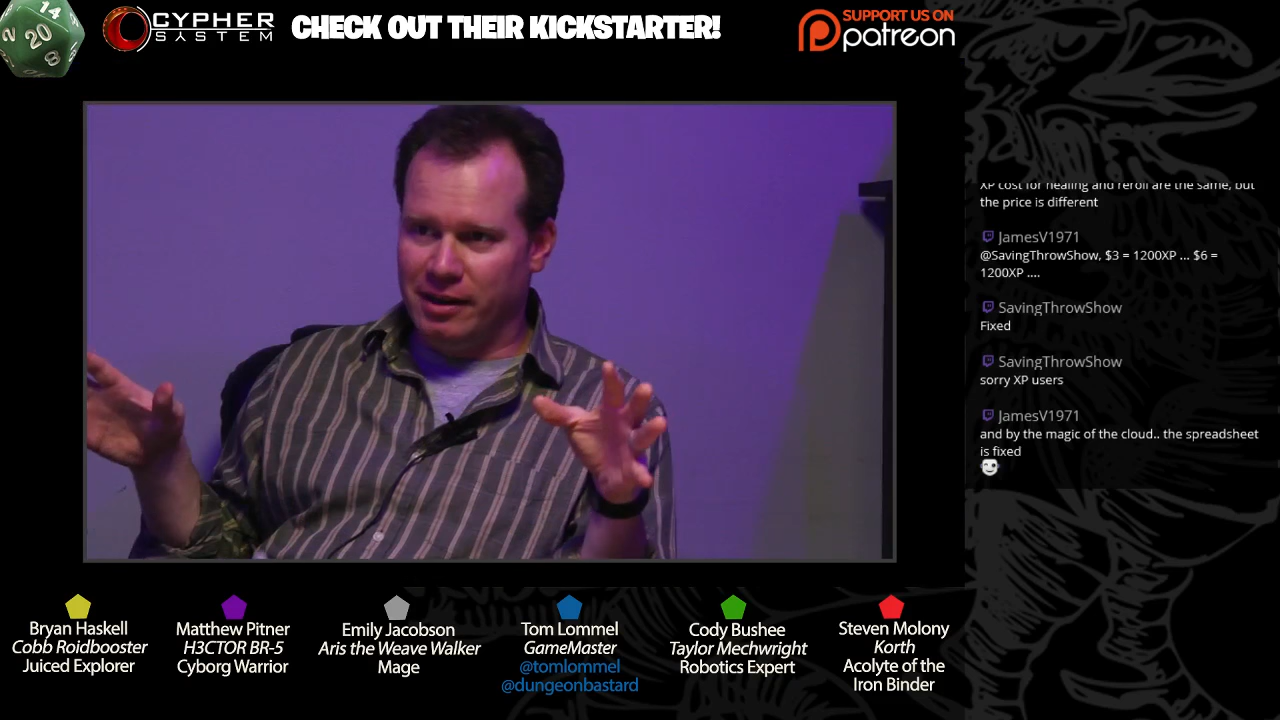 14
2
20
8
CYPHER
SYSTEM
CHECK OUT THEIR KICKSTARTER!
SUPPORT US ON
patreon
XP cost for healing and reroll are the same, but
the price is different
JamesV1971
@SavingThrowShow, $3 = 1200XP ... $6 =
1200XP ....
SavingThrowShow
Fixed
SavingThrowShow
sorry XP users
JamesV1971
and by the magic of the cloud.. the spreadsheet
is fixed
Bryan Haskell
Cobb Roidbooster
Juiced Explorer
Matthew Pitner
H3CTOR BR-5
Cyborg Warrior
Emily Jacobson
Aris the Weave Walker
Mage
Tom Lommel
GameMaster
@tomlommel
@dungeonbastard
Cody Bushee
Taylor Mechwright
Robotics Expert
Steven Molony
Korth
Acolyte of the
Iron Binder